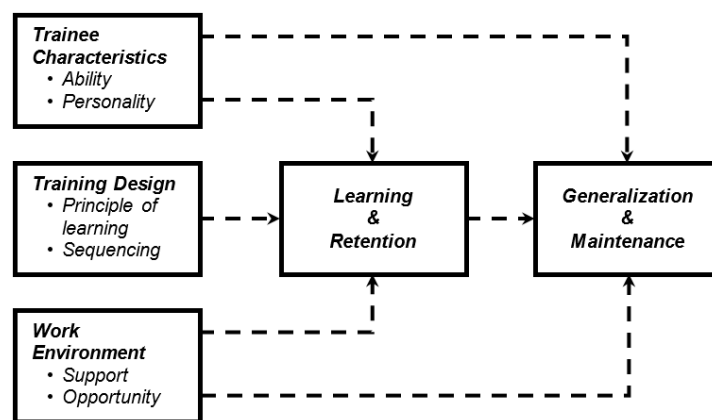 Trainee
Characteristics
• Ability
• Personality
Training Design
• Principle of
learning
• Sequencing
Work
Environment
• Support
• Opportunity
Learning
&
Retention
Generalization
&
Maintenance